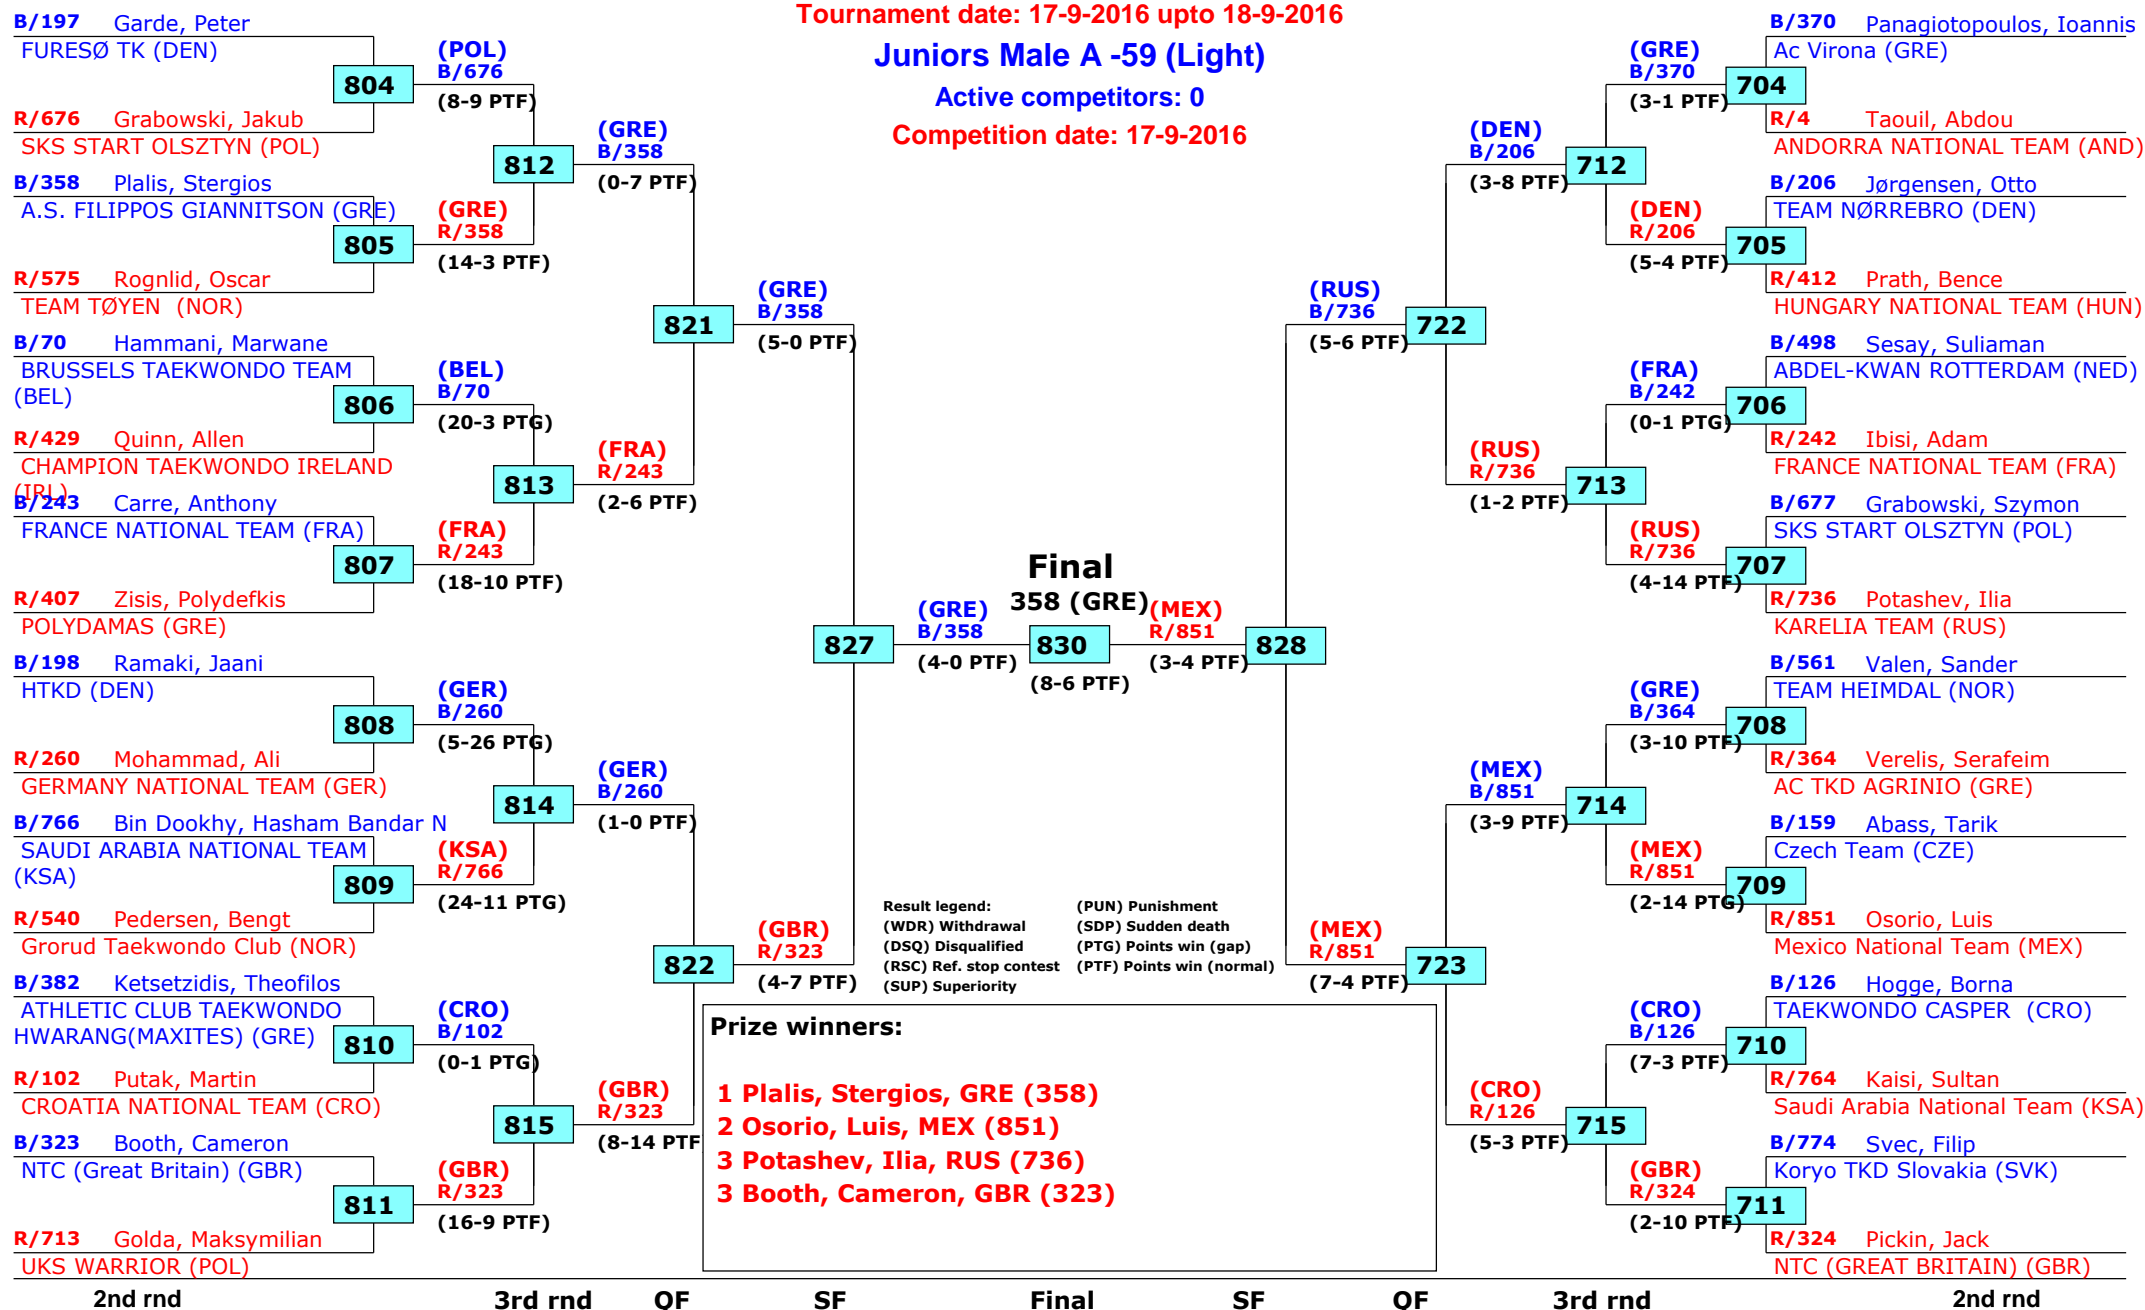 Tournament date: 17-9-2016 upto 18-9-2016
Juniors Male A -59 (Light)
Active competitors: 0
Competition date: 17-9-2016
B/197 Garde, Peter
FURESØ TK (DEN)
804
R/676 Grabowski, Jakub
SKS START OLSZTYN (POL)
B/358 Plalis, Stergios
A.S. FILIPPOS GIANNITSON (GRE)
805
R/575 Rognlid, Oscar
TEAM TØYEN (NOR)
B/70 Hammani, Marwane
BRUSSELS TAEKWONDO TEAM
(BEL)
806
R/429 Quinn, Allen
CHAMPION TAEKWONDO IRELAND
(IRL)
B/243 Carre, Anthony
FRANCE NATIONAL TEAM (FRA)
807
R/407 Zisis, Polydefkis
POLYDAMAS (GRE)
B/198 Ramaki, Jaani
HTKD (DEN)
808
R/260 Mohammad, Ali
GERMANY NATIONAL TEAM (GER)
B/766 Bin Dookhy, Hasham Bandar N
SAUDI ARABIA NATIONAL TEAM
(KSA)
809
R/540 Pedersen, Bengt
Grorud Taekwondo Club (NOR)
B/382 Ketsetzidis, Theofilos
ATHLETIC CLUB TAEKWONDO
HWARANG(MAXITES) (GRE)
810
R/102 Putak, Martin
CROATIA NATIONAL TEAM (CRO)
B/323 Booth, Cameron
NTC (Great Britain) (GBR)
811
R/713 Golda, Maksymilian
UKS WARRIOR (POL)
(POL)
B/676
(8-9 PTF)
812
(GRE)
R/358
(14-3 PTF)
(BEL)
B/70
(20-3 PTG)
813
(FRA)
R/243
(18-10 PTF)
(GER)
B/260
(5-26 PTG)
814
(KSA)
R/766
(24-11 PTG)
(CRO)
B/102
(0-1 PTG)
815
(GBR)
R/323
(16-9 PTF)
(GRE)
B/358
(0-7 PTF)
821
(FRA)
R/243
(2-6 PTF)
(GER)
B/260
(1-0 PTF)
822
(GBR)
R/323
(8-14 PTF
(GRE)
B/358
(5-0 PTF)
827
(GBR)
R/323
(4-7 PTF)
(GRE)
B/358
(4-0 PTF)
Final
358 (GRE)
830
(8-6 PTF)
(MEX)
R/851
(3-4 PTF)
828
(RUS)
B/736
(5-6 PTF)
722
(MEX)
R/851
(7-4 PTF)
723
(DEN)
B/206
(3-8 PTF)
712
(RUS)
R/736
(1-2 PTF)
713
(MEX)
B/851
(3-9 PTF)
714
(CRO)
R/126
(5-3 PTF)
715
(GRE)
B/370
(3-1 PTF)
704
(DEN)
R/206
(5-4 PTF)
705
(FRA)
B/242
(0-1 PTG)
706
(RUS)
R/736
(4-14 PTF)
707
(GRE)
B/364
(3-10 PTF)
708
(MEX)
R/851
(2-14 PTG)
709
(CRO)
B/126
(7-3 PTF)
710
(GBR)
R/324
(2-10 PTF)
711
B/370 Panagiotopoulos, Ioannis
Ac Virona (GRE)
R/4 Taouil, Abdou
ANDORRA NATIONAL TEAM (AND)
B/206 Jørgensen, Otto
TEAM NØRREBRO (DEN)
R/412 Prath, Bence
HUNGARY NATIONAL TEAM (HUN)
B/498 Sesay, Suliaman
ABDEL-KWAN ROTTERDAM (NED)
R/242 Ibisi, Adam
FRANCE NATIONAL TEAM (FRA)
B/677 Grabowski, Szymon
SKS START OLSZTYN (POL)
R/736 Potashev, Ilia
KARELIA TEAM (RUS)
B/561 Valen, Sander
TEAM HEIMDAL (NOR)
R/364 Verelis, Serafeim
AC TKD AGRINIO (GRE)
B/159 Abass, Tarik
Czech Team (CZE)
R/851 Osorio, Luis
Mexico National Team (MEX)
B/126 Hogge, Borna
TAEKWONDO CASPER (CRO)
R/764 Kaisi, Sultan
Saudi Arabia National Team (KSA)
B/774 Svec, Filip
Koryo TKD Slovakia (SVK)
R/324 Pickin, Jack
NTC (GREAT BRITAIN) (GBR)
Result legend: (PUN) Punishment
(WDR) Withdrawal (SDP) Sudden death
(DSQ) Disqualified (PTG) Points win (gap)
(RSC) Ref. stop contest (PTF) Points win (normal)
(SUP) Superiority
Prize winners:
1 Plalis, Stergios, GRE (358)
2 Osorio, Luis, MEX (851)
3 Potashev, Ilia, RUS (736)
3 Booth, Cameron, GBR (323)
2nd rnd 3rd rnd QF SF Final SF QF 3rd rnd 2nd rnd